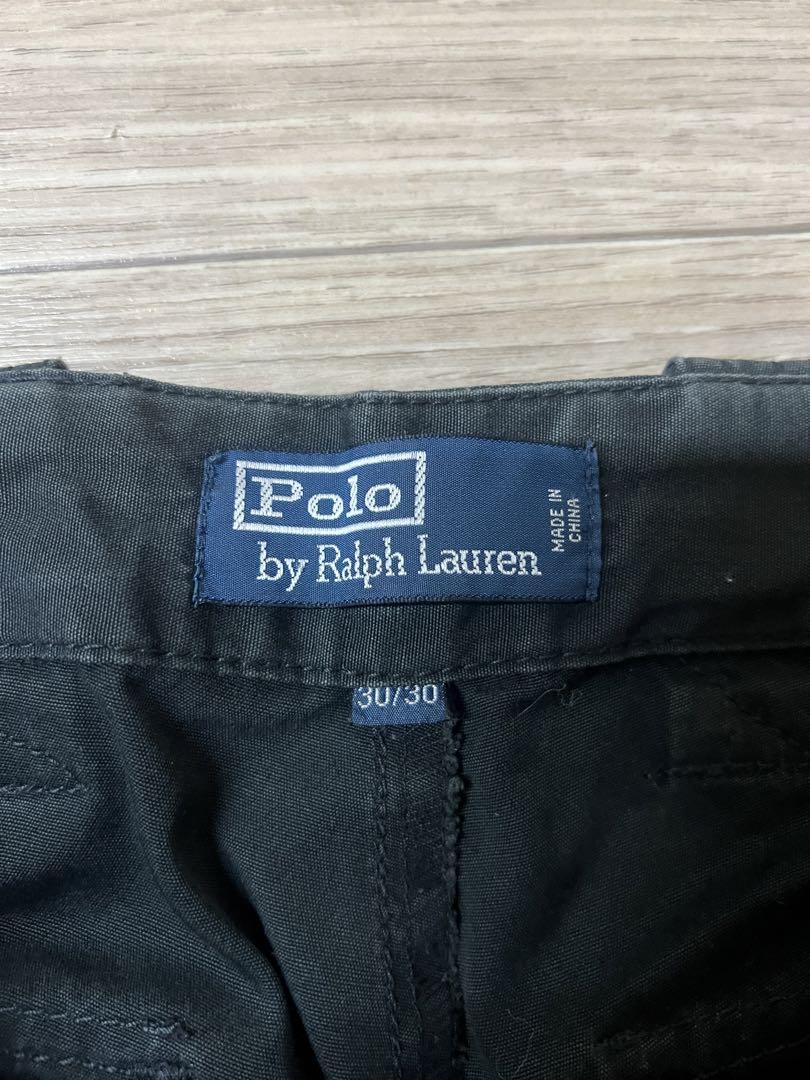 Polo
by Ralph Lauren
MADE IN
CHINA
30/30